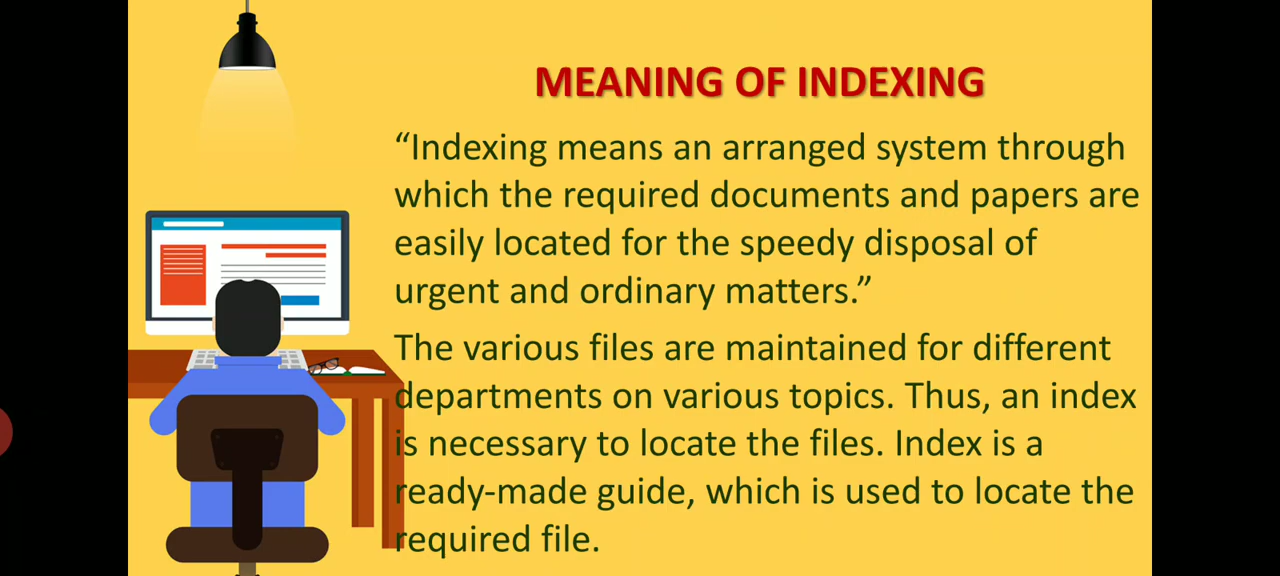 MEANING OF INDEXING
“Indexing means an arranged system through
which the required documents and papers are
easily located for the speedy disposal of
urgent and ordinary matters.”
The various files are maintained for different
departments on various topics. Thus, an index
is necessary to locate the files. Index is a
ready-made guide, which is used to locate the
required file.